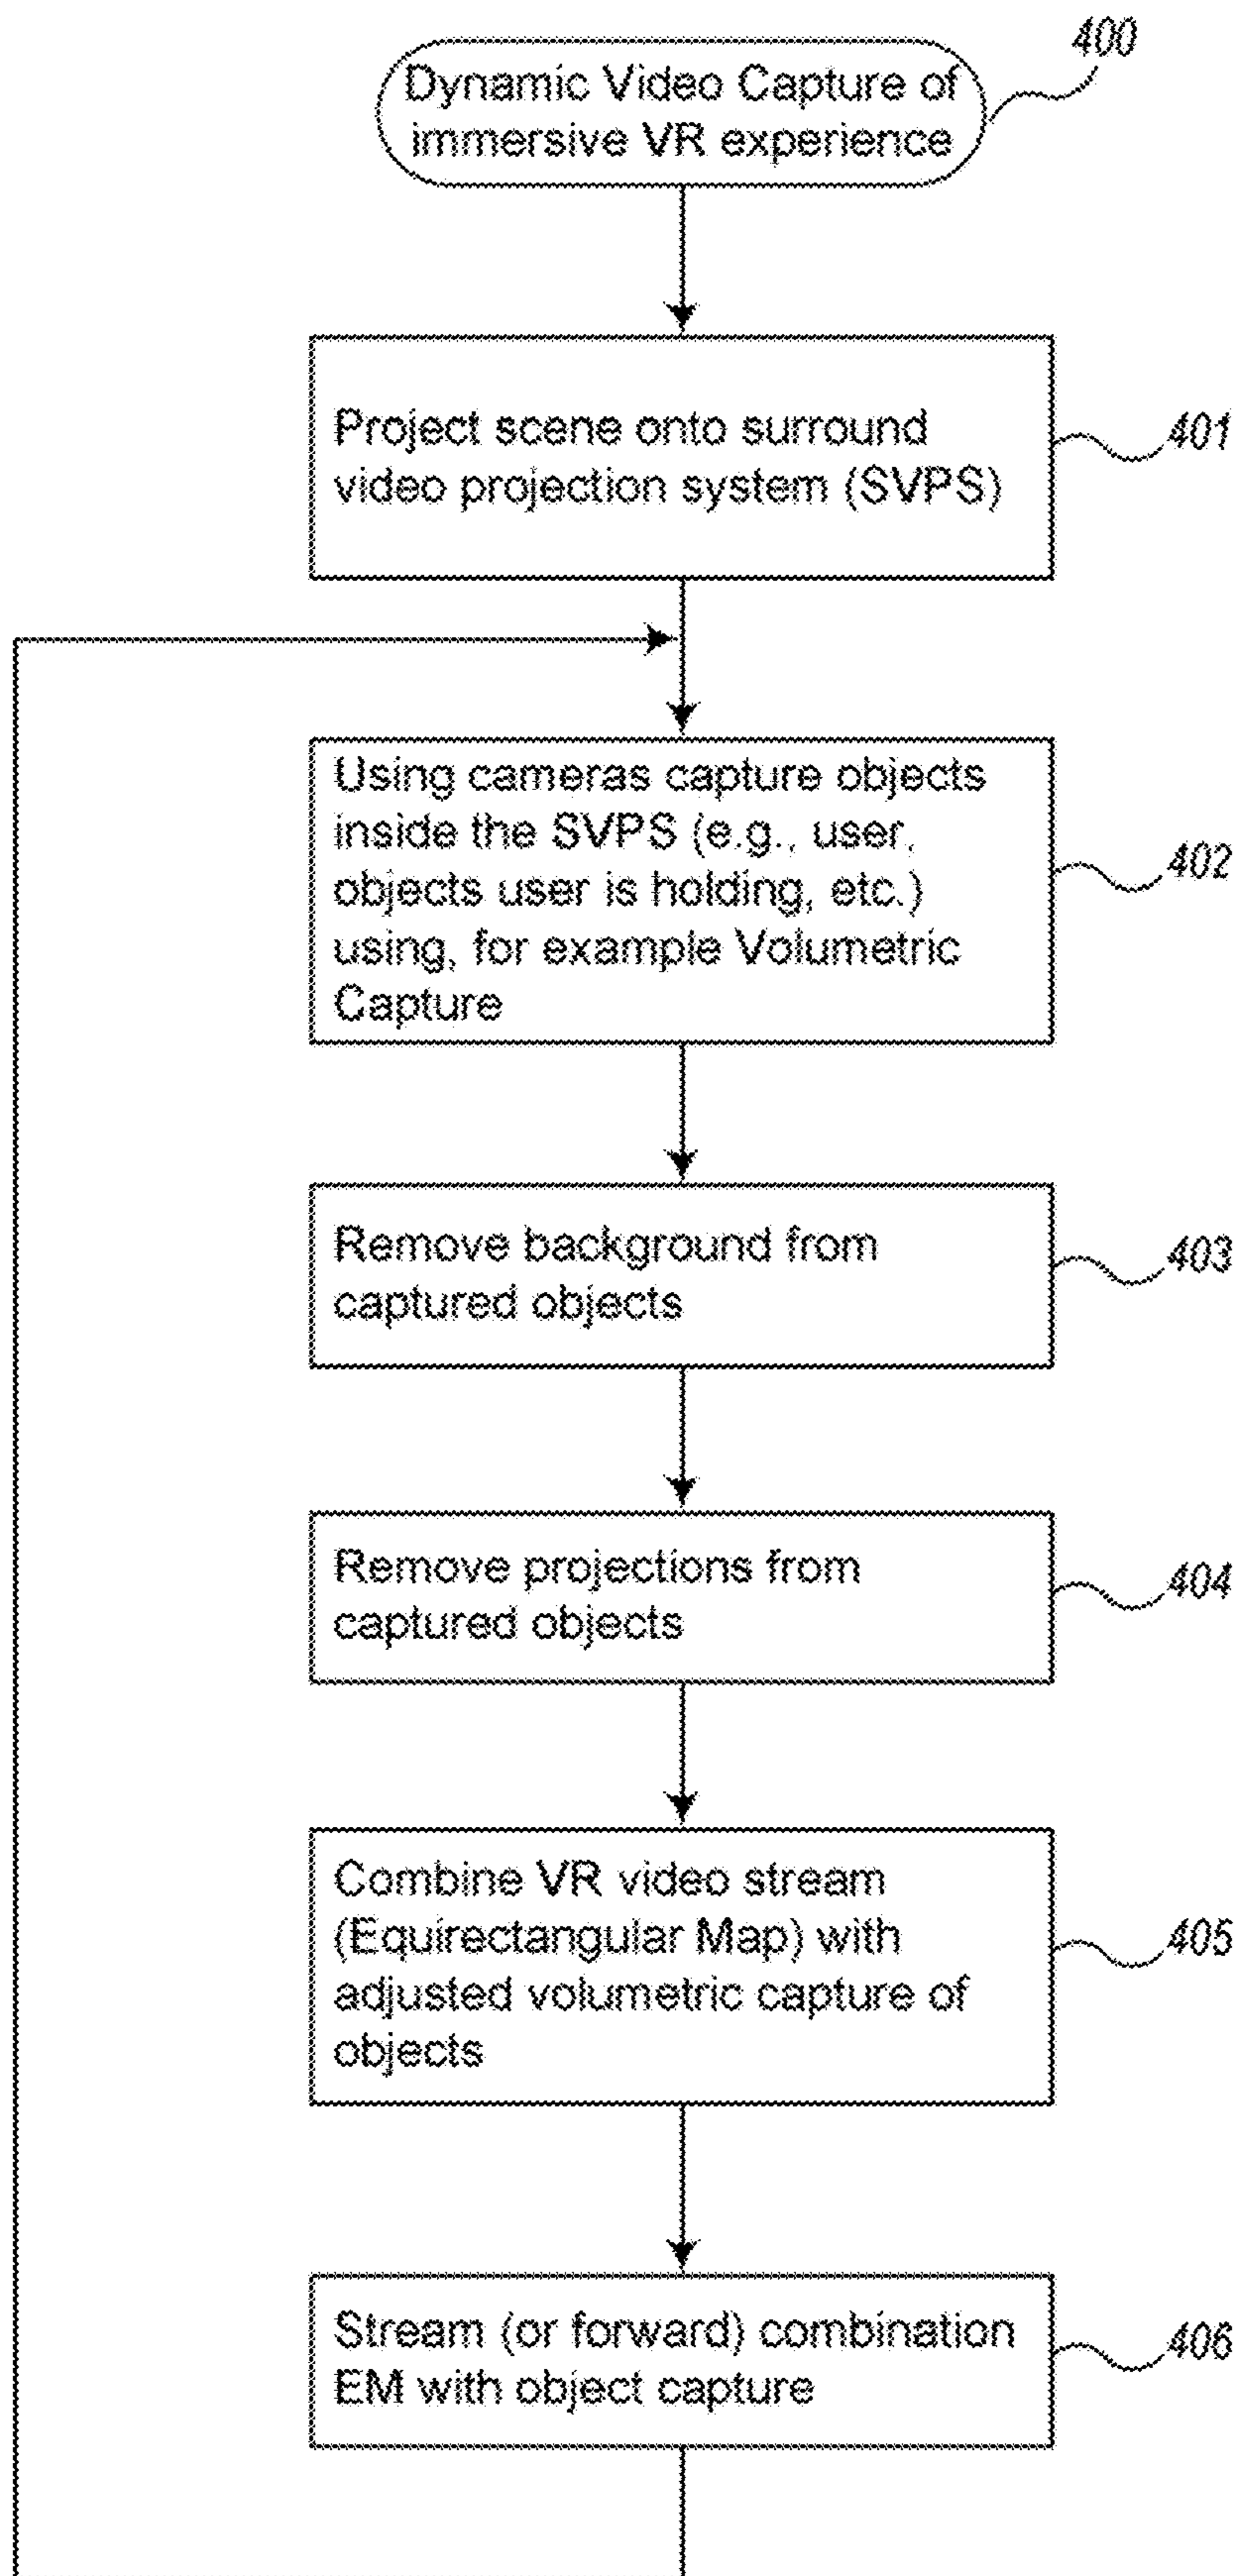 400
Dynamic Video Capture of
immersive VR experience
Project scene onto surround
video projection system (SVPS)
401
Using cameras capture objects
inside the SVPS (e.g., user,
objects user is holding, etc.)
using, for example Volumetric
Capture
402
Remove background from
captured objects
403
Remove projections from
captured objects
404
Combine VR video stream
(Equirectangular Map) with
adjusted volumetric capture of
objects
405
Stream (or forward) combination
EM with object capture
406